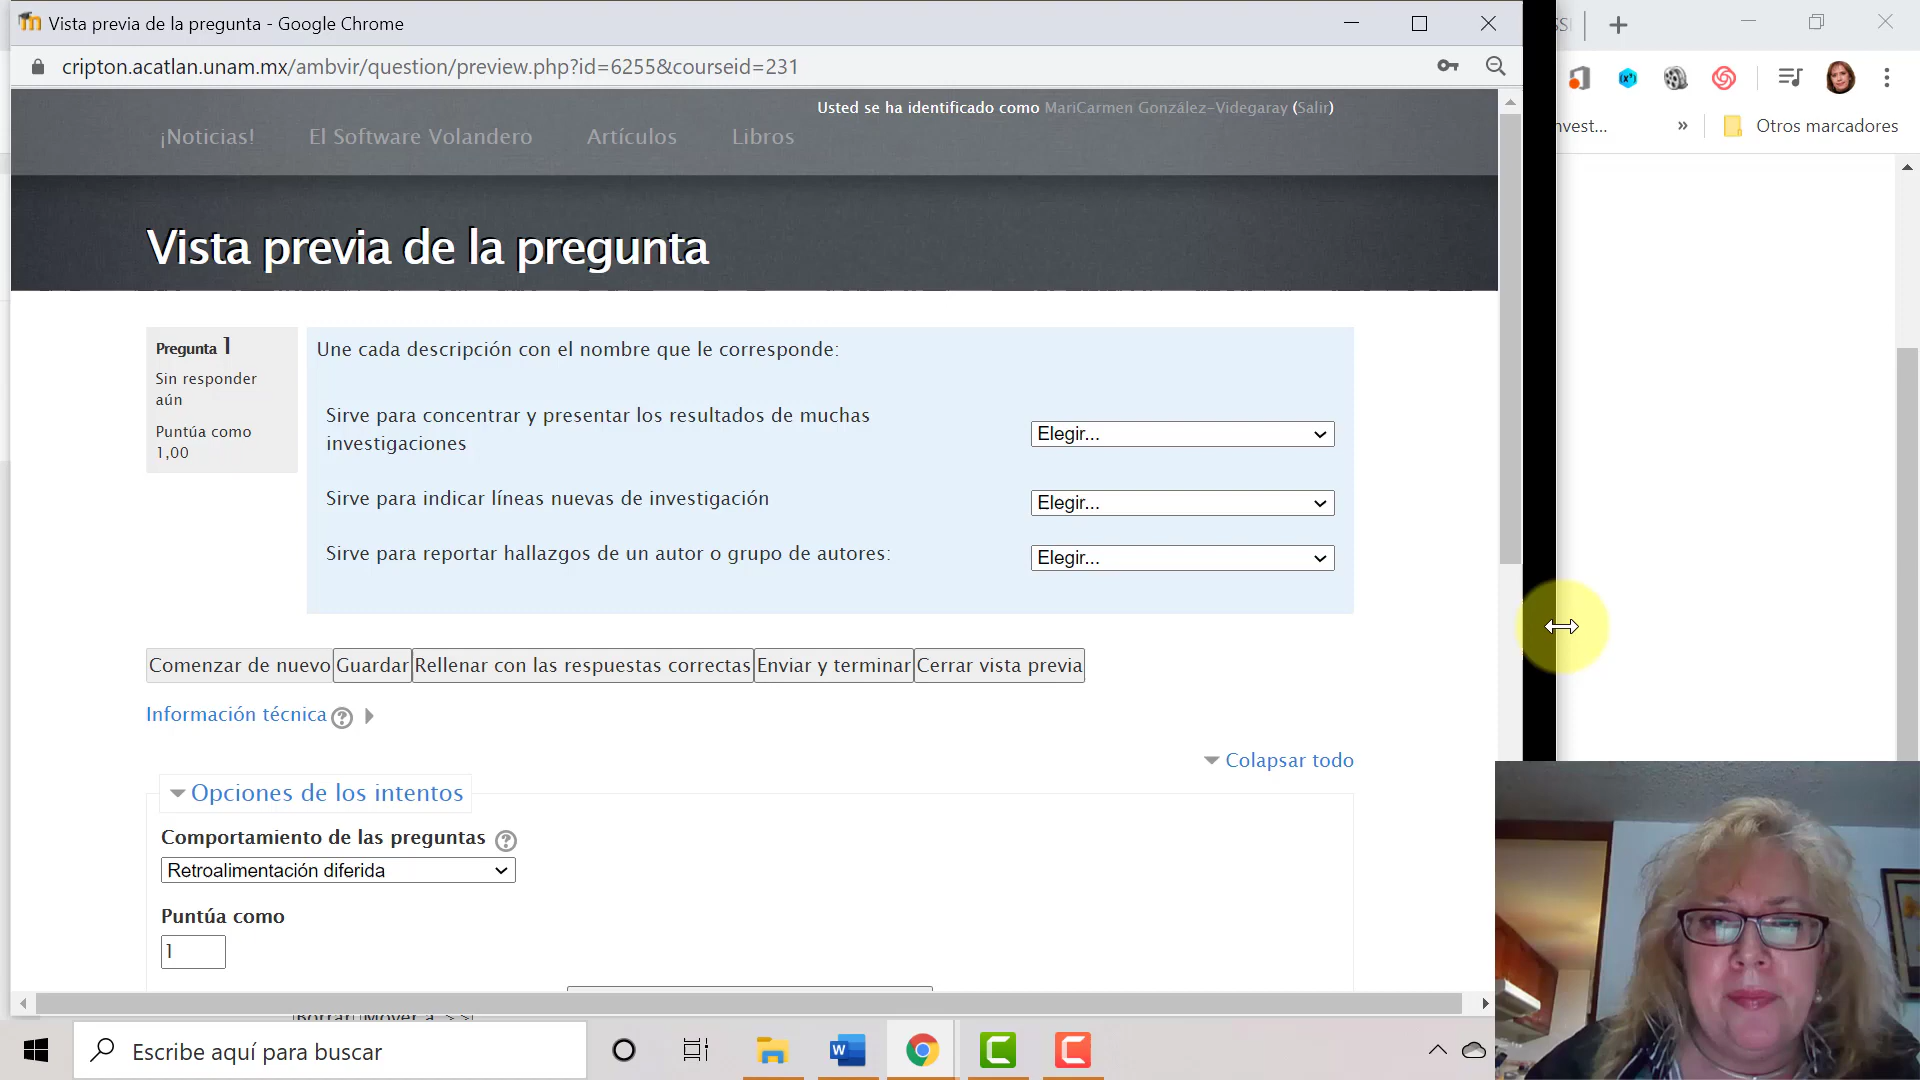 Vista previa de la pregunta - Google Chrome
cripton.acatlan.unam.mx/ambvir/question/preview.php?id=6255&courseid=231
Usted se ha identificado como MariCarmen González-Videgaray (Salir)
¡Noticias! El Software Volandero Artículos Libros
Otros marcadores
Vista previa de la pregunta
Pregunta 1
Sin responder
aún
Puntúa como
1,00
Une cada descripción con el nombre que le corresponde:
Sirve para concentrar y presentar los resultados de muchas
investigaciones
Elegir...
Sirve para indicar líneas nuevas de investigación
Elegir...
Sirve para reportar hallazgos de un autor o grupo de autores:
Elegir...
Comenzar de nuevo Guardar Rellenar con las respuestas correctas Enviar y terminar Cerrar vista previa
Información técnica
Colapsar todo
Opciones de los intentos
Comportamiento de las preguntas
Retroalimentación diferida
Puntúa como
1
Escribe aquí para buscar